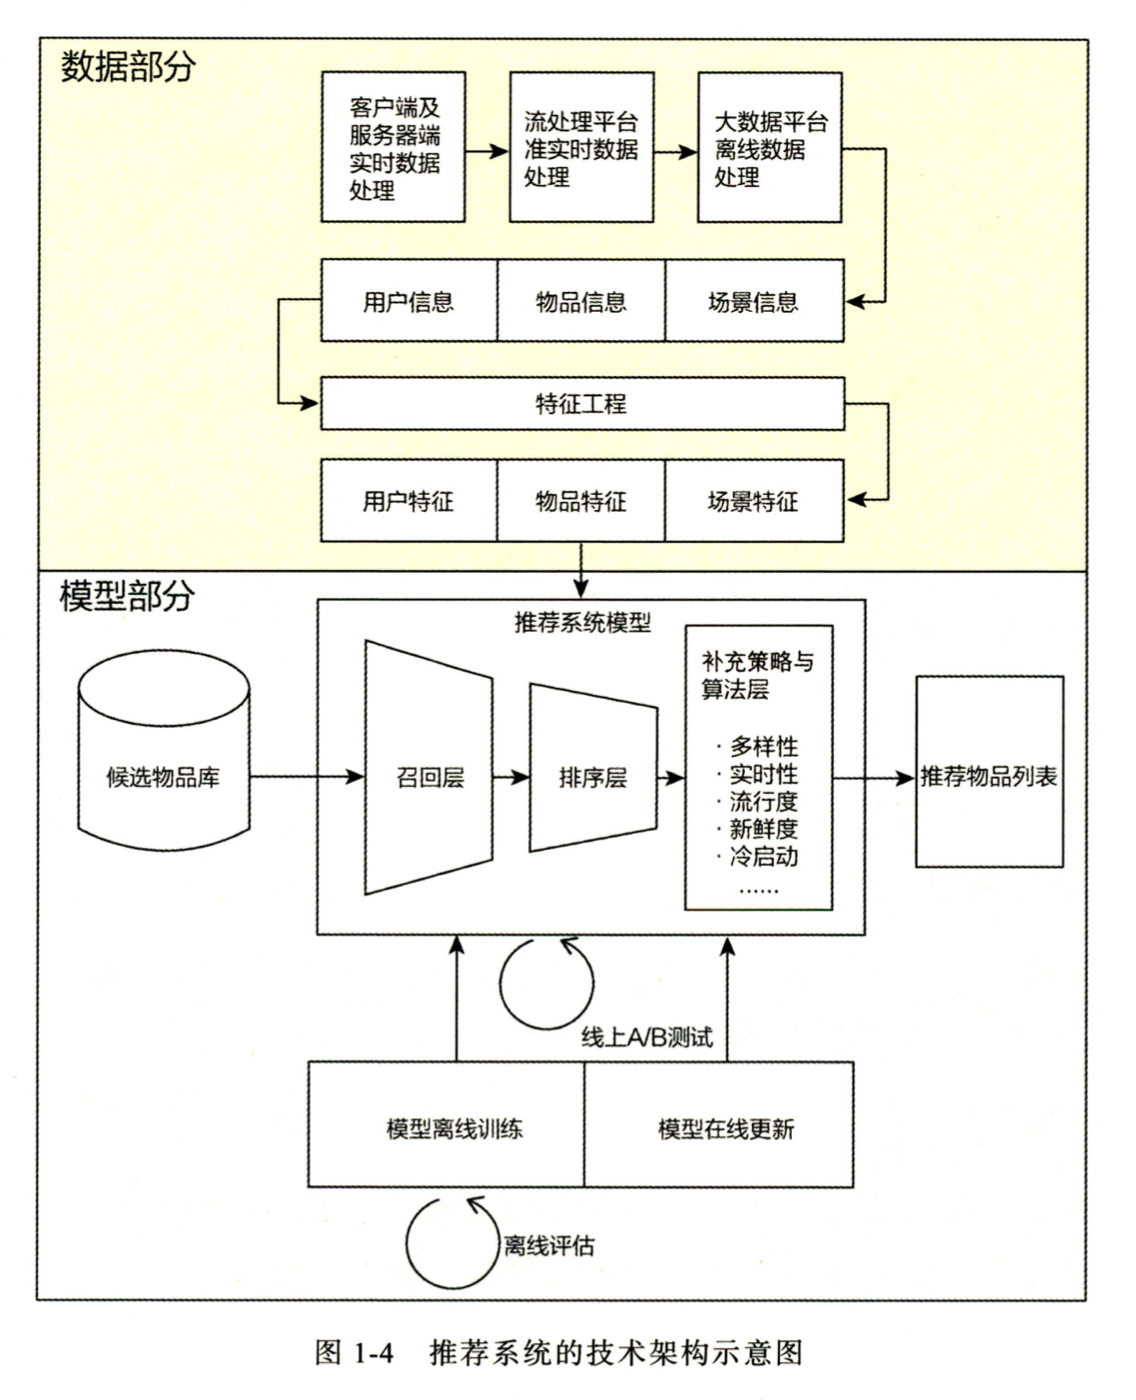 数据部分
客户端及
服务器端
实时数据
处理
流处理平台
准实时数据
处理
大数据平台
离线数据
处理
用户信息
物品信息
场景信息
特征工程
用户特征
物品特征
场景特征
模型部分
推荐系统模型
候选物品库
召回层
排序层
补充策略与
算法层
·多样性
·实时性
·流行度
·新鲜度
·冷启动
……
推荐物品列表
线上A/B测试
模型离线训练
模型在线更新
离线评估
图 1-4 推荐系统的技术架构示意图